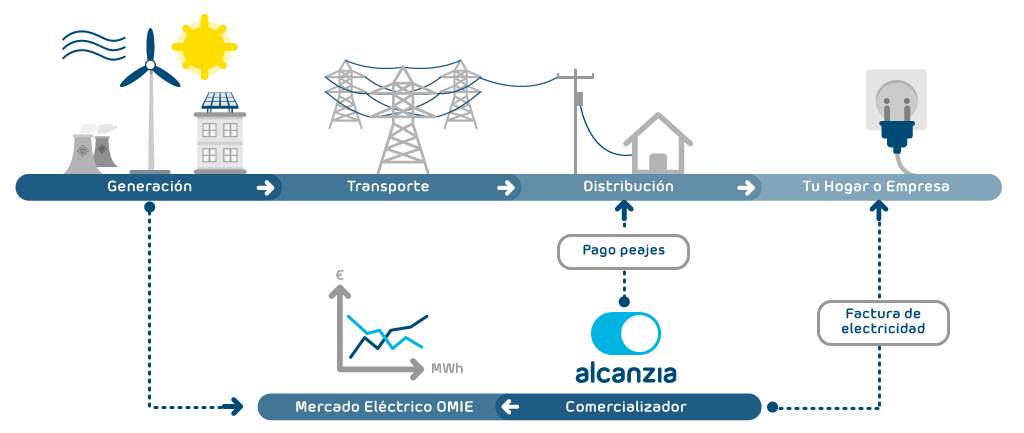 Generación
Transporte
Distribución
Tu Hogar o Empresa
Pago peajes
€
MWh
Factura de
electricidad
alcanzia
Mercado Eléctrico OMIE
Comercializador